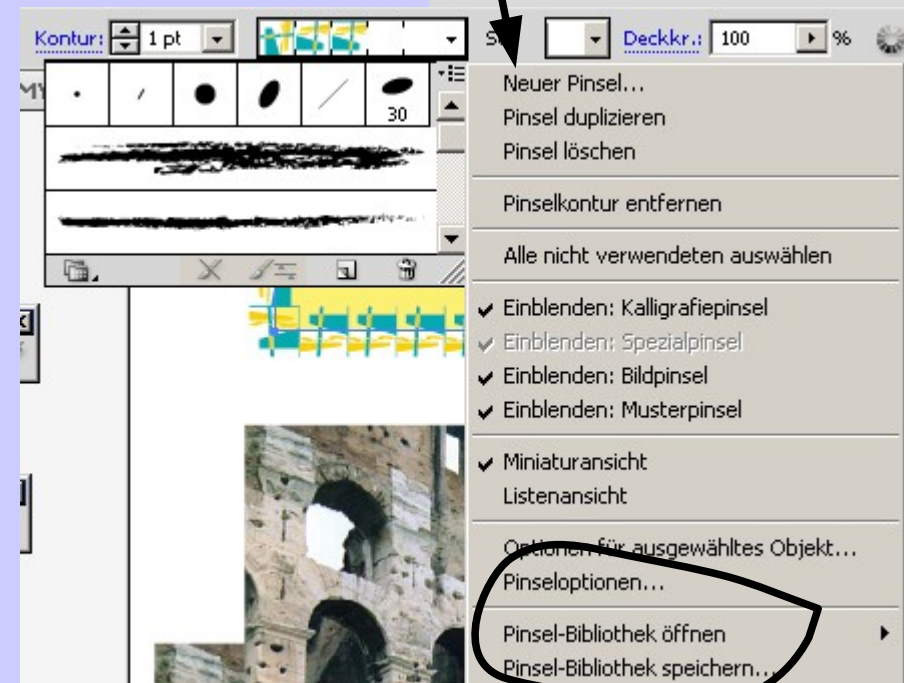 Kontur: 1 pt Deckkr.: 100 %
30
Neuer Pinsel...
Pinsel duplizieren
Pinsel löschen
Pinselkontur entfernen
Alle nicht verwendeten auswählen
Einblenden: Kalligrafiepinsel
Einblenden: Spezialpinsel
Einblenden: Bildpinsel
Einblenden: Musterpinsel
Miniaturansicht
Listenansicht
Optionen für ausgewähltes Objekt...
Pinseloptionen...
Pinsel-Bibliothek öffnen
Pinsel-Bibliothek speichern...